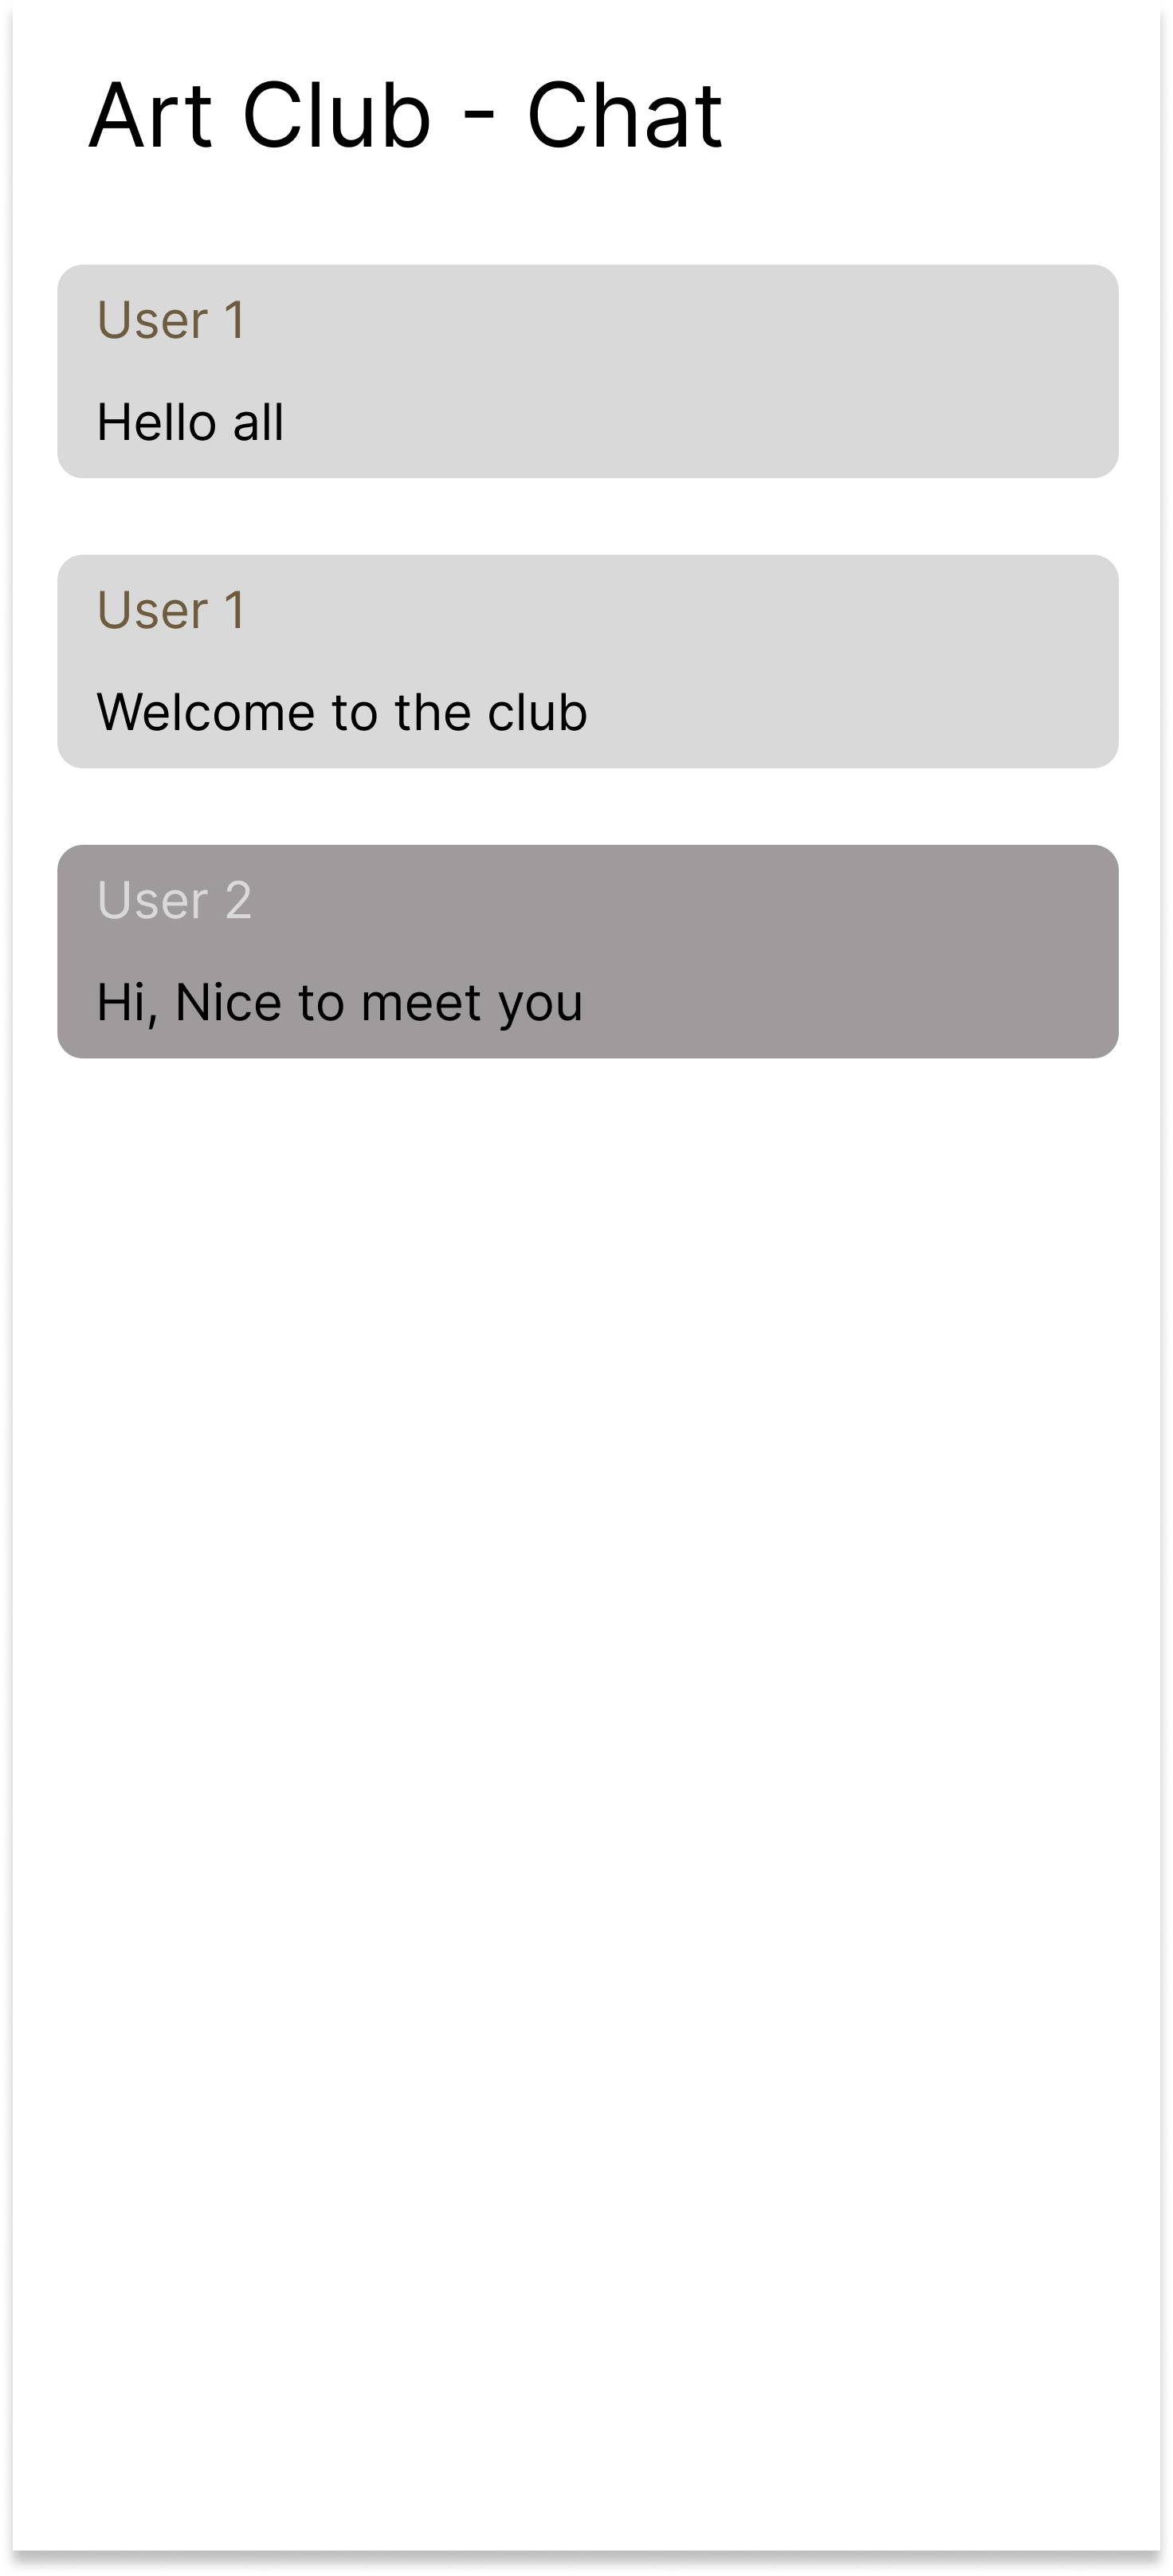 Art Club - Chat
User 1
Hello all
User 1
Welcome to the club
User 2
Hi, Nice to meet you